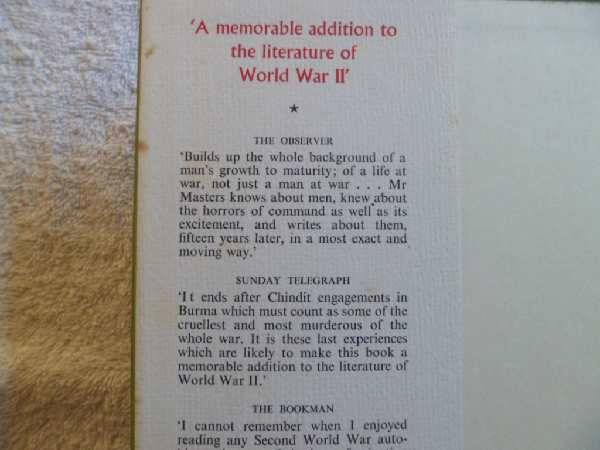 'A memorable addition to
the literature of
World War II'
*
THE OBSERVER
'Builds up the whole background of a
man's growth to maturity; of a life at
war, not just a man at war . . . Mr
Masters knows about men, knew about
the horrors of command as well as its
excitement, and writes about them,
fifteen years later, in a most exact and
moving way.'
SUNDAY TELEGRAPH
'It ends after Chindit engagements in
Burma which must count as some of the
cruellest and most murderous of the
whole war. It is these last experiences
which are likely to make this book a
memorable addition to the literature of
World War II.'
THE BOOKMAN
'I cannot remember when I enjoyed
reading any Second World War auto-